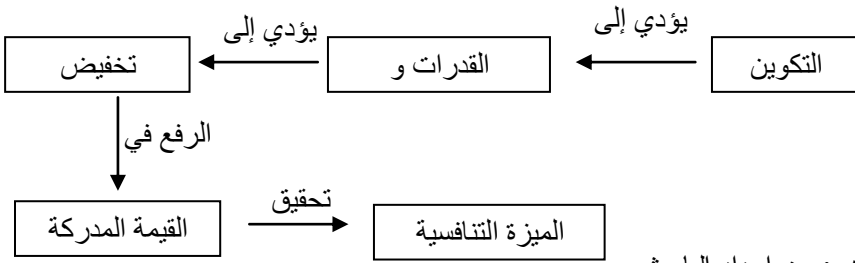 التكوين
يؤدي إلى
القدرات و
يؤدي إلى
تخفيض
الرفع في
القيمة المدركة
تحقيق
الميزة التنافسية